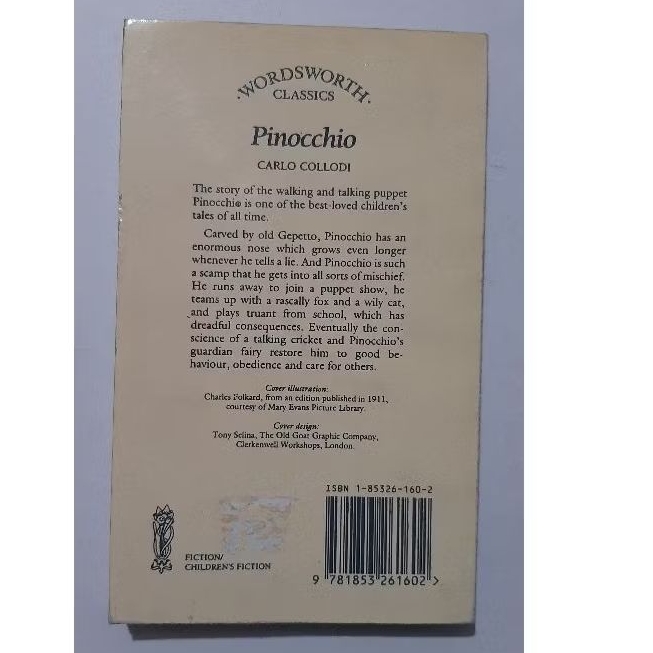 ·WORDSWORTH·
CLASSICS
Pinocchio
CARLO COLLODI
The story of the walking and talking puppet
Pinocchio is one of the best-loved children's
tales of all time.
Carved by old Gepetto, Pinocchio has an
enormous nose which grows even longer
whenever he tells a lie. And Pinocchio is such
a scamp that he gets into all sorts of mischief.
He runs away to join a puppet show, he
teams up with a rascally fox and a wily cat,
and plays truant from school, which has
dreadful consequences. Eventually the con-
science of a talking cricket and Pinocchio's
guardian fairy restore him to good be-
haviour, obedience and care for others.
Cover illustration:
Charles Folkard, from an edition published in 1911,
courtesy of Mary Evans Picture Library.
Cover design:
Tony Selina, The Old Goat Graphic Company,
Clerkenwell Workshops, London.
ISBN 1-85326-160-2
FICTION/
CHILDREN'S FICTION
9 781853 261602 >